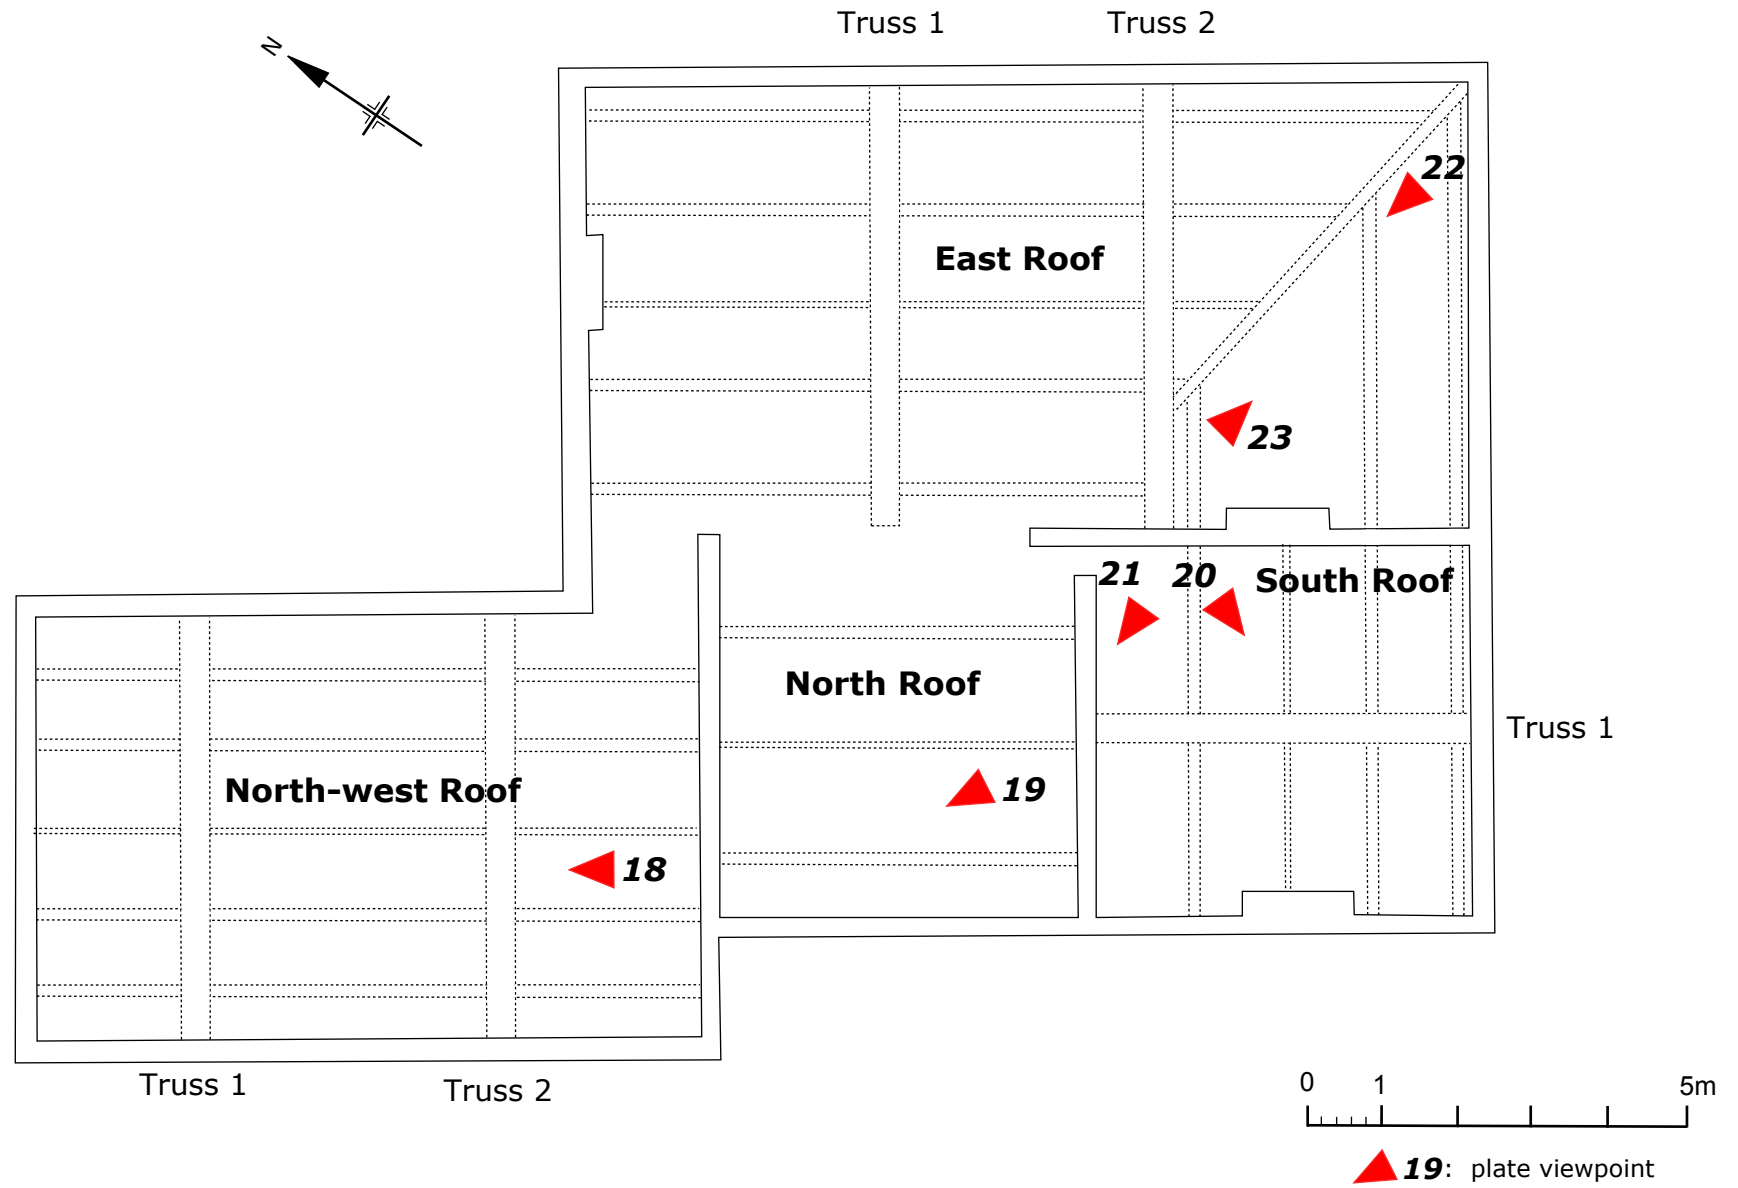 Truss 1
Truss 2
N
22
East Roof
23
21
20
South Roof
North Roof
Truss 1
19
North-west Roof
18
Truss 1
Truss 2
0 1 5m
19: plate viewpoint